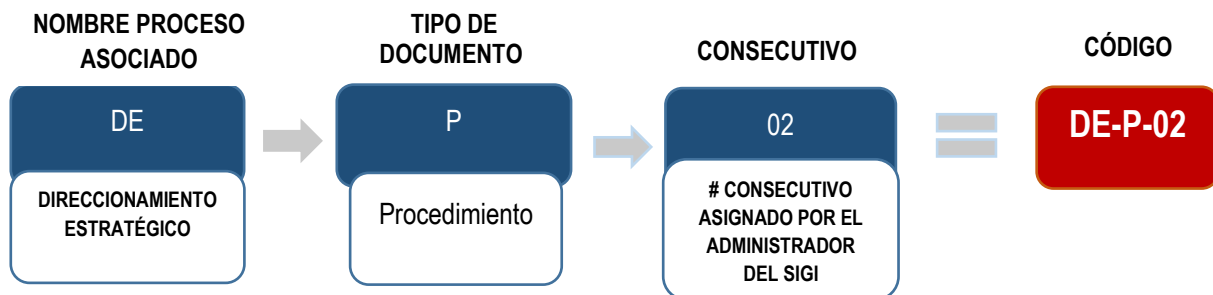 NOMBRE PROCESO
ASOCIADO
DE
DIRECCIONAMIENTO
ESTRATÉGICO
TIPO DE
DOCUMENTO
P
Procedimiento
CONSECUTIVO
02
# CONSECUTIVO
ASIGNADO POR EL
ADMINISTRADOR
DEL SIGI
CÓDIGO
DE-P-02